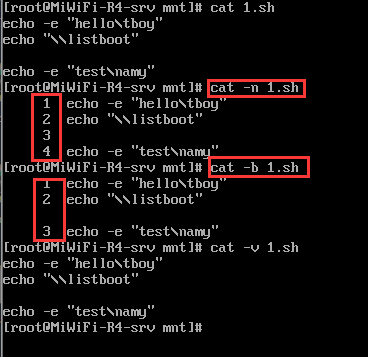 [root@MiWiFi-R4-srv mnt]# cat 1.sh
echo -e "hello\tboy"
echo "\\listboot"

echo -e "test\namy"
[root@MiWiFi-R4-srv mnt]# cat -n 1.sh
     1  echo -e "hello\tboy"
     2  echo "\\listboot"
     3
     4  echo -e "test\namy"
[root@MiWiFi-R4-srv mnt]# cat -b 1.sh
     1  echo -e "hello\tboy"
     2  echo "\\listboot"

     3  echo -e "test\namy"
[root@MiWiFi-R4-srv mnt]# cat -v 1.sh
echo -e "hello\tboy"
echo "\\listboot"

echo -e "test\namy"
[root@MiWiFi-R4-srv mnt]#